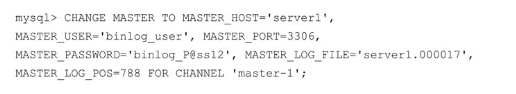 mysql> CHANGE MASTER TO MASTER_HOST='server1',
MASTER_USER='binlog_user', MASTER_PORT=3306,
MASTER_PASSWORD='binlog_P@ss12', MASTER_LOG_FILE='server1.000017',
MASTER_LOG_POS=788 FOR CHANNEL 'master-1';